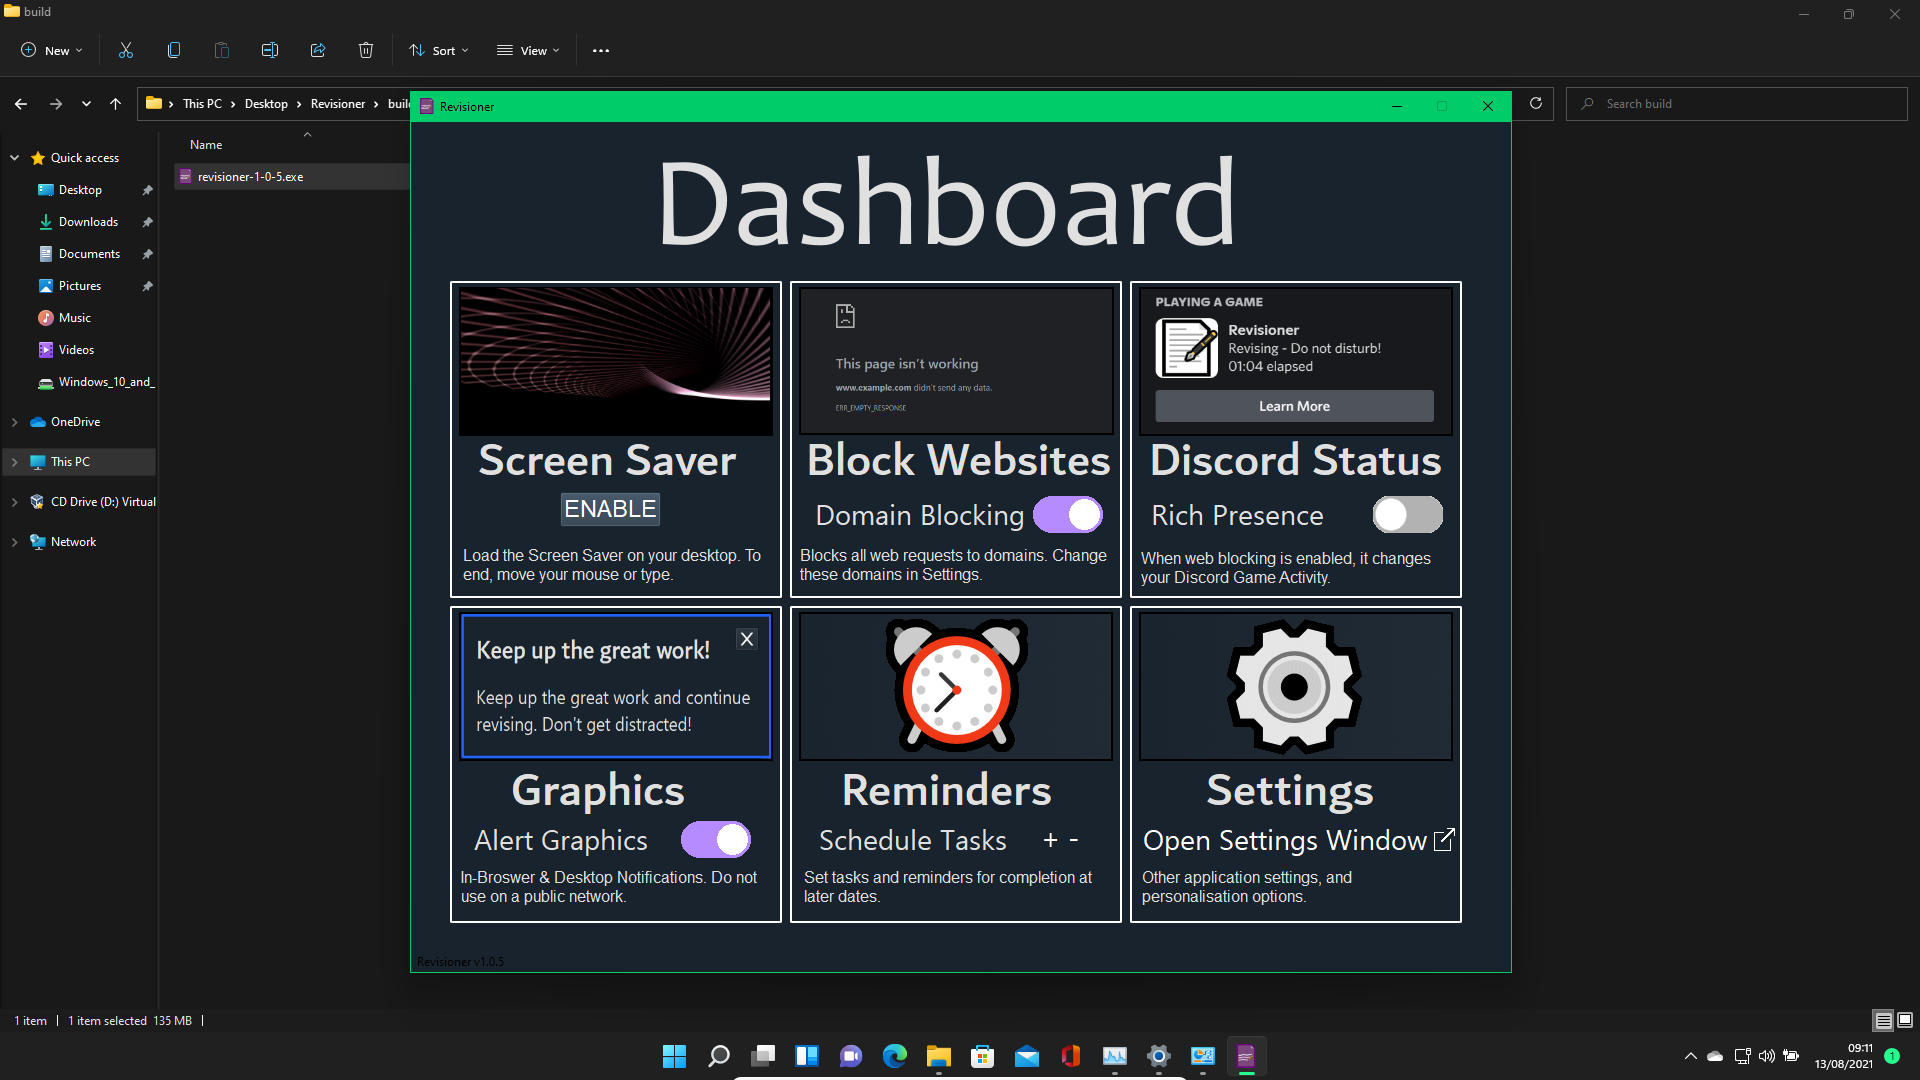 build
New
Sort
View
This PC
Desktop
Revisioner
Search build
Revisioner
Name
revisioner-1-0-5.exe
Quick access
Desktop
Downloads
Documents
Pictures
Music
Videos
Windows_10_and_
OneDrive
This PC
CD Drive (D:) Virtual
Network
Dashboard
PLAYING A GAME
Revisioner
Revising - Do not disturb!
01:04 elapsed
Learn More
This page isn't working
www.example.com didn't send any data.
ERR_EMPTY_RESPONSE
Screen Saver
ENABLE
Load the Screen Saver on your desktop. To
end, move your mouse or type.
Block Websites
Domain Blocking
Blocks all web requests to domains. Change
these domains in Settings.
Discord Status
Rich Presence
When web blocking is enabled, it changes
your Discord Game Activity.
Keep up the great work!
X
Keep up the great work and continue
revising. Don't get distracted!
Graphics
Alert Graphics
In-Broswer & Desktop Notifications. Do not
use on a public network.
Reminders
Schedule Tasks + -
Set tasks and reminders for completion at
later dates.
Settings
Open Settings Window
Other application settings, and
personalisation options.
Revisioner v1.0.5
1 item
1 item selected 135 MB
09:11
13/08/2021
1